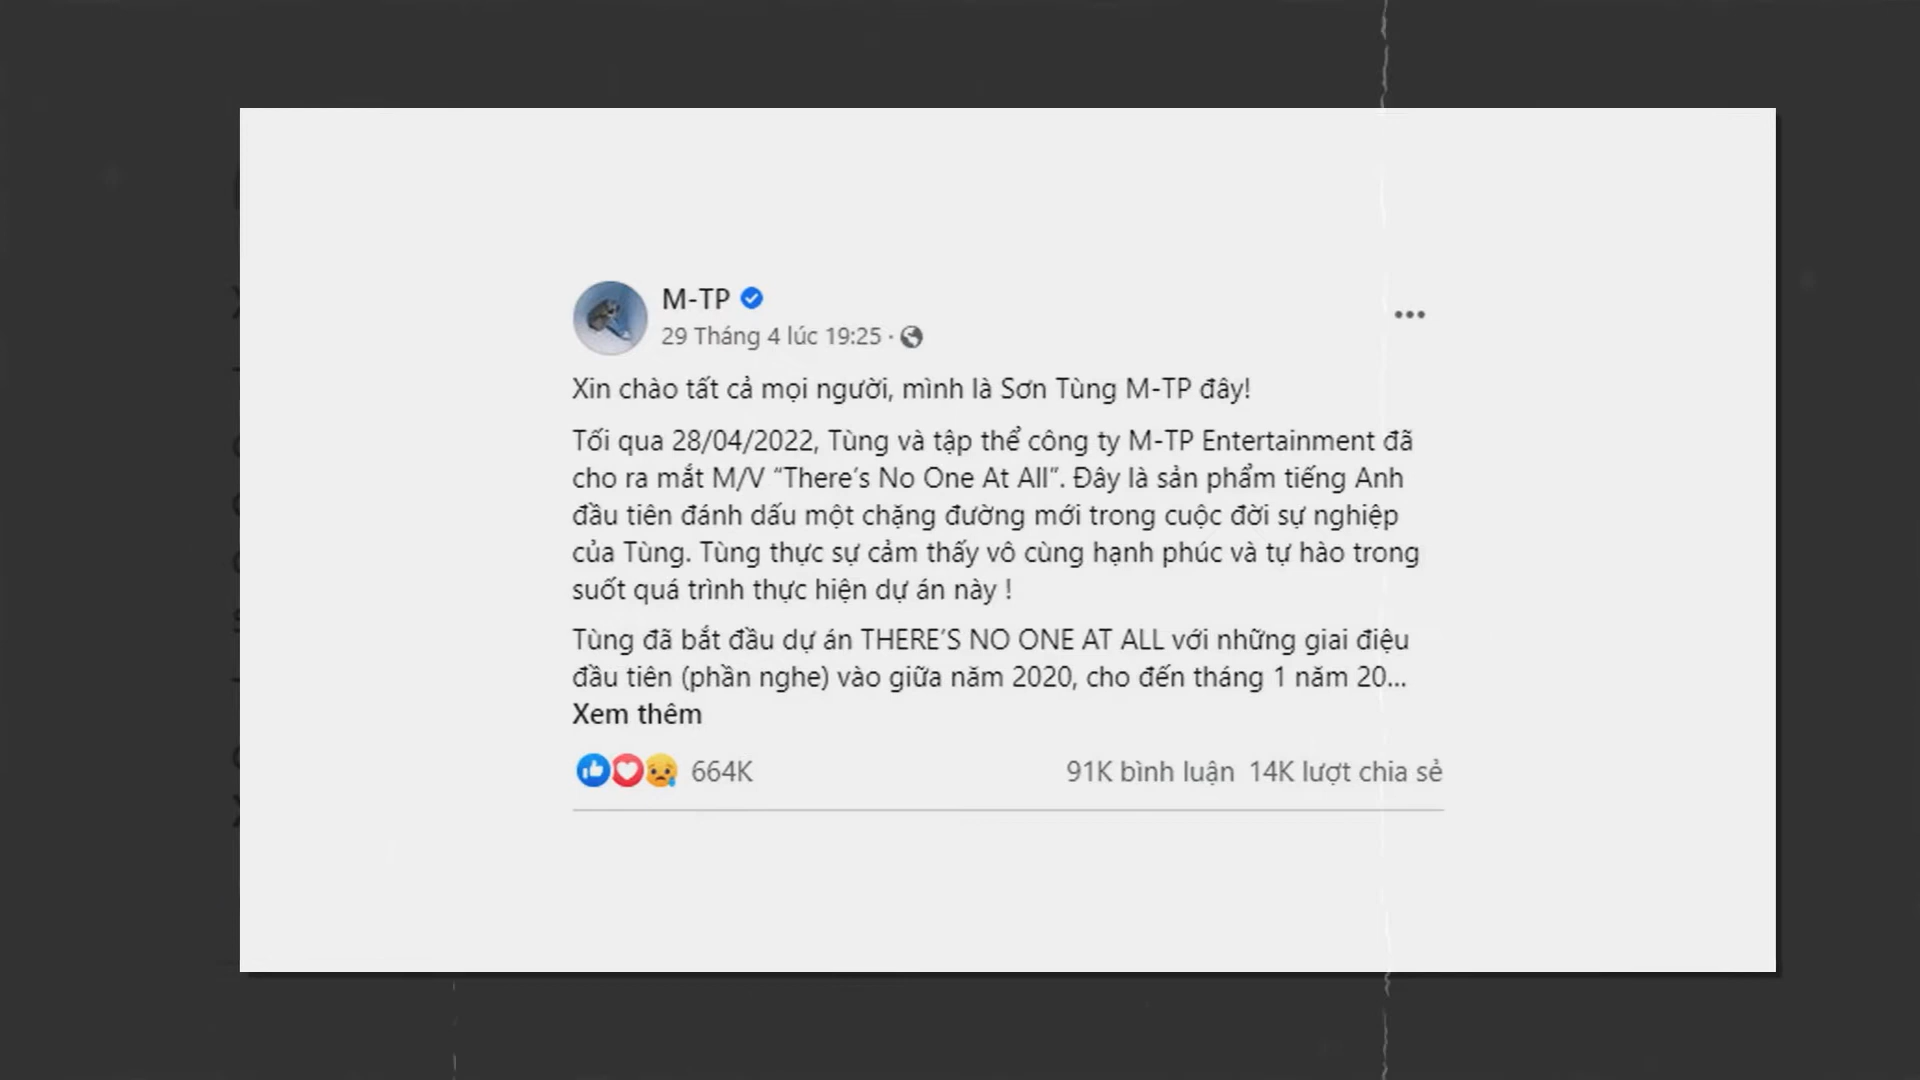 M-TP
29 Tháng 4 lúc 19:25 ·
Xin chào tất cả mọi người, mình là Sơn Tùng M-TP đây!
Tối qua 28/04/2022, Tùng và tập thể công ty M-TP Entertainment đã
cho ra mắt M/V “There’s No One At All”. Đây là sản phẩm tiếng Anh
đầu tiên đánh dấu một chặng đường mới trong cuộc đời sự nghiệp
của Tùng. Tùng thực sự cảm thấy vô cùng hạnh phúc và tự hào trong
suốt quá trình thực hiện dự án này !
Tùng đã bắt đầu dự án THERE’S NO ONE AT ALL với những giai điệu
đầu tiên (phần nghe) vào giữa năm 2020, cho đến tháng 1 năm 20...
Xem thêm
664K 91K bình luận 14K lượt chia sẻ